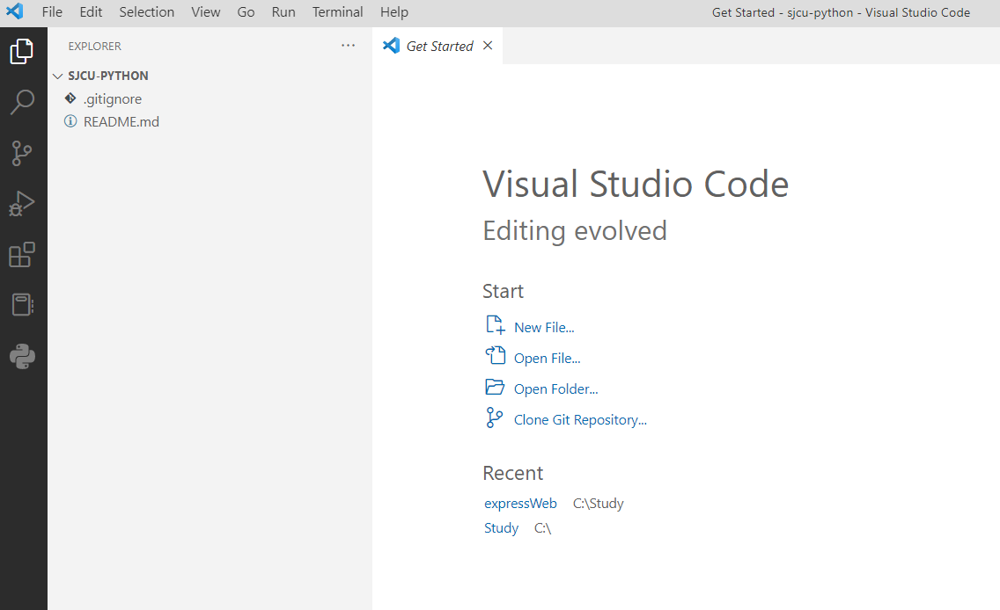 File Edit Selection View Go Run Terminal Help Get Started - sjcu-python - Visual Studio Code
EXPLORER ···
SJCU-PYTHON
.gitignore
README.md
Get Started
Visual Studio Code
Editing evolved
Start
New File...
Open File...
Open Folder...
Clone Git Repository...
Recent
expressWeb C:\Study
Study C:\